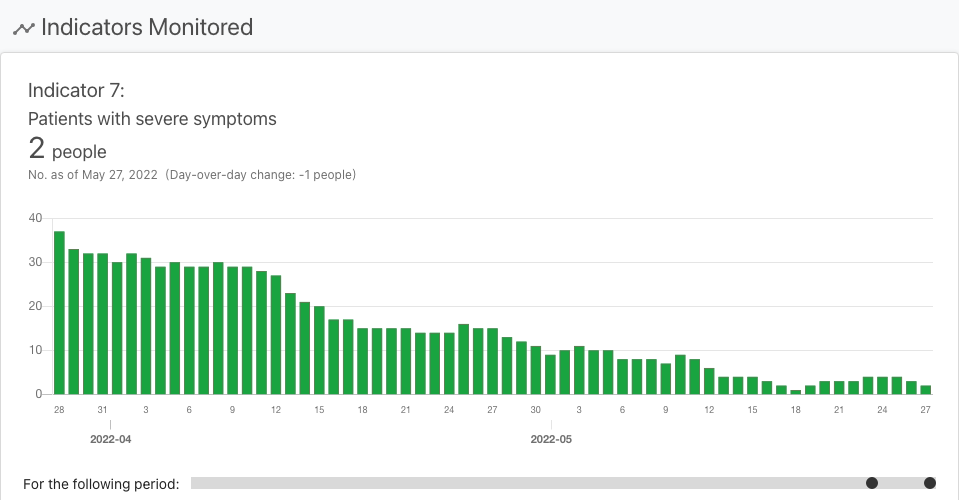 Indicators Monitored
Indicator 7:
Patients with severe symptoms
2 people
No. as of May 27, 2022 (Day-over-day change: -1 people)
40
30
20
10
0
28 31 3 6 9 12 15 18 21 24 27 30 3 6 9 12 15 18 21 24 27
2022-04 2022-05
For the following period: